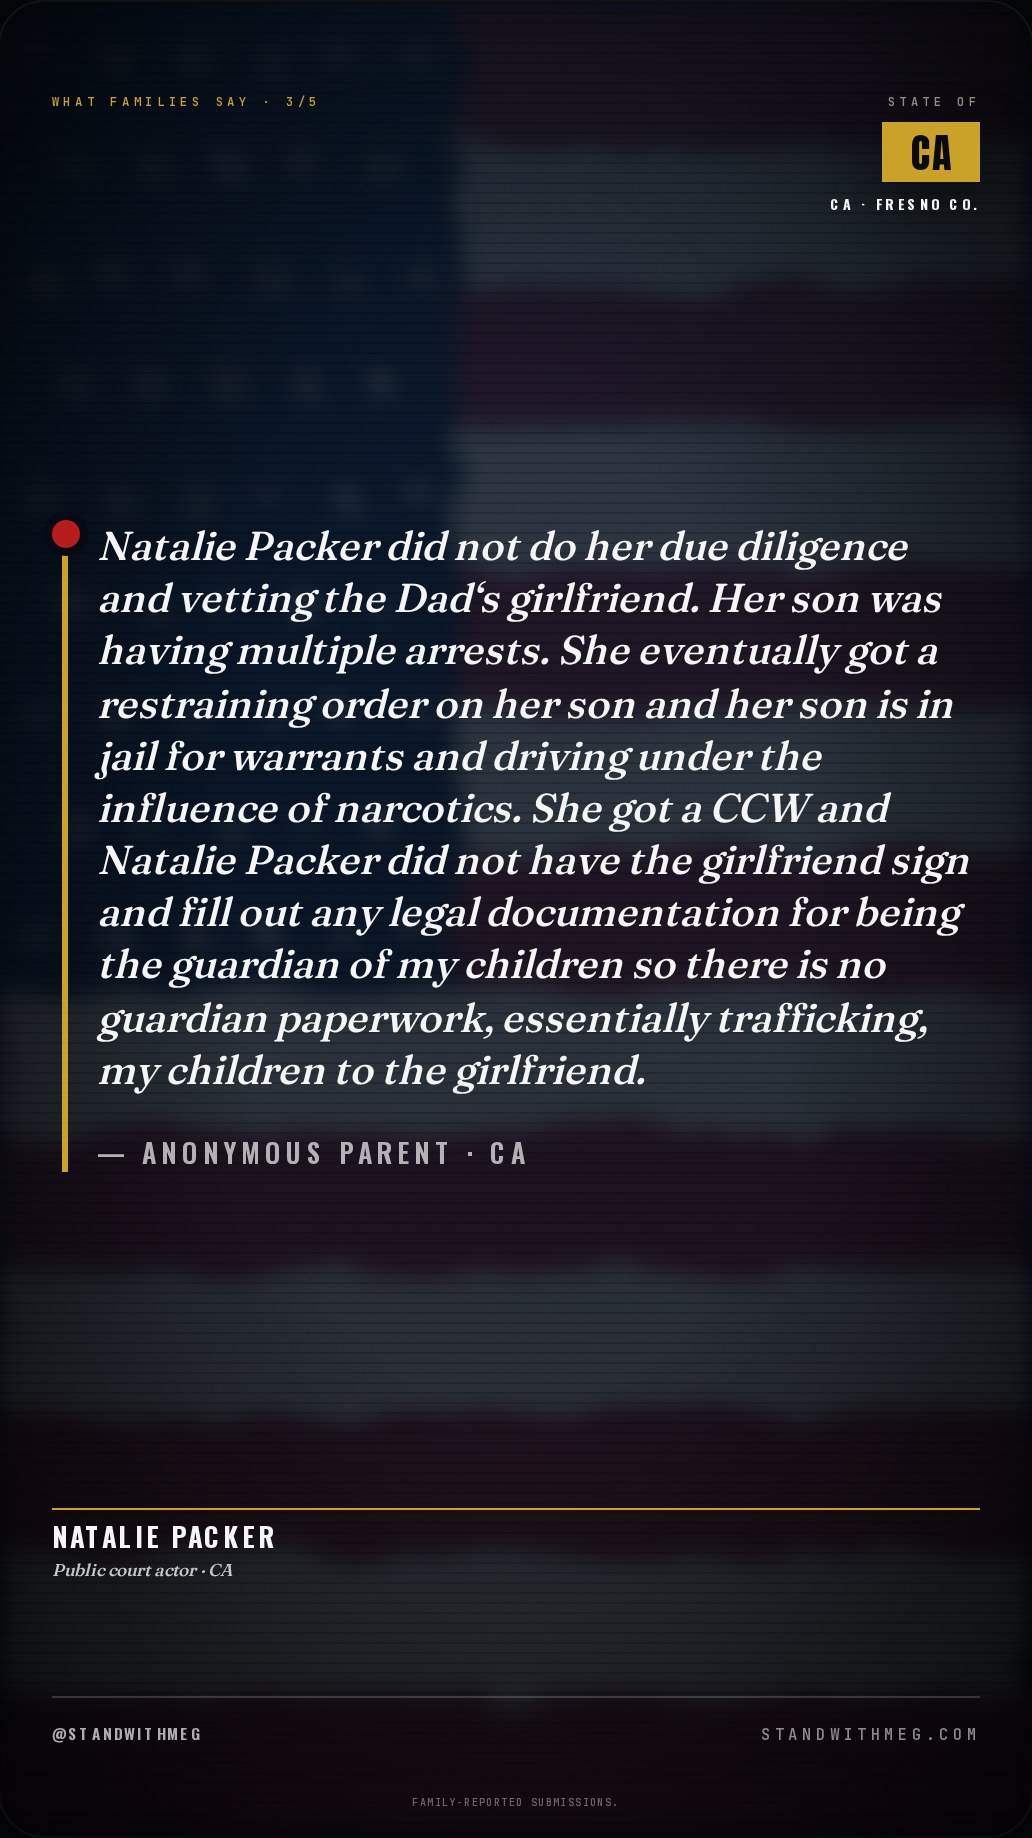 WHAT FAMILIES SAY · 3/5
STATE OF
CA
CA · FRESNO CO.
Natalie Packer did not do her due diligence
and vetting the Dad‘s girlfriend. Her son was
having multiple arrests. She eventually got a
restraining order on her son and her son is in
jail for warrants and driving under the
influence of narcotics. She got a CCW and
Natalie Packer did not have the girlfriend sign
and fill out any legal documentation for being
the guardian of my children so there is no
guardian paperwork, essentially trafficking,
my children to the girlfriend.
— ANONYMOUS PARENT · CA
NATALIE PACKER
Public court actor · CA
@STANDWITHMEG
STANDWITHMEG.COM
FAMILY-REPORTED SUBMISSIONS.